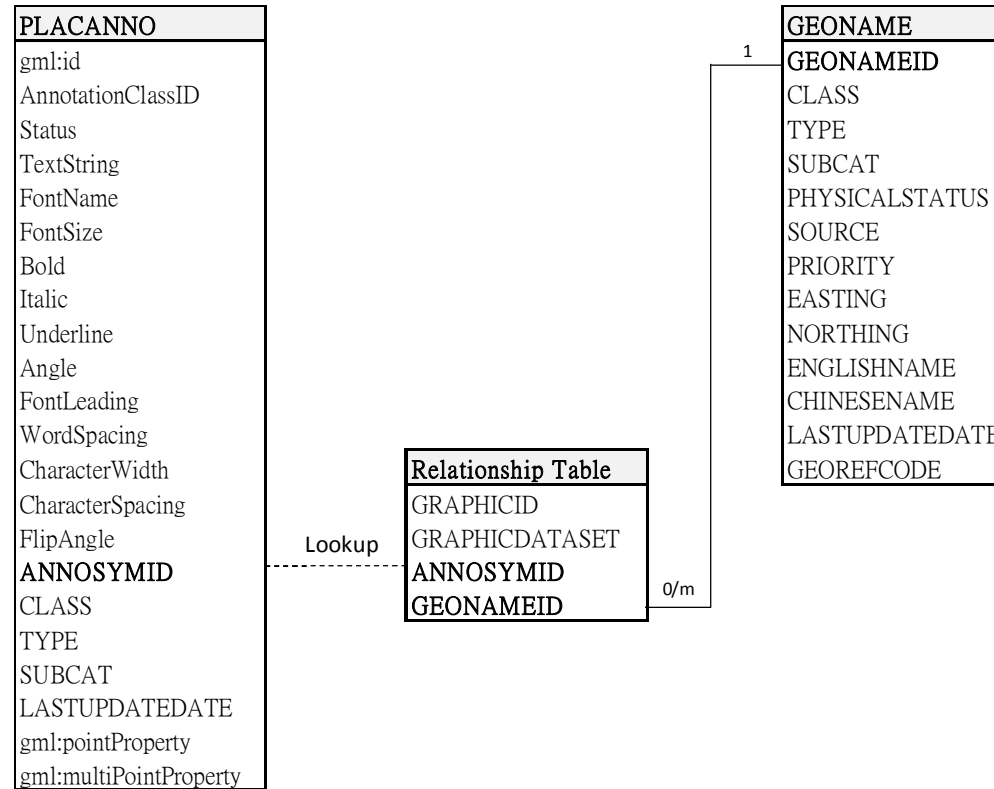 PLACANNO
gml:id
AnnotationClassID
Status
TextString
FontName
FontSize
Bold
Italic
Underline
Angle
FontLeading
WordSpacing
CharacterWidth
CharacterSpacing
FlipAngle
ANNOSYMID
CLASS
TYPE
SUBCAT
LASTUPDATEDATE
gml:pointProperty
gml:multiPointProperty
Lookup
Relationship Table
GRAPHICID
GRAPHICDATASET
ANNOSYMID
GEONAMEID
0/m
1
GEONAME
GEONAMEID
CLASS
TYPE
SUBCAT
PHYSICALSTATUS
SOURCE
PRIORITY
EASTING
NORTHING
ENGLISHNAME
CHINESENAME
LASTUPDATEDATE
GEOREFCODE